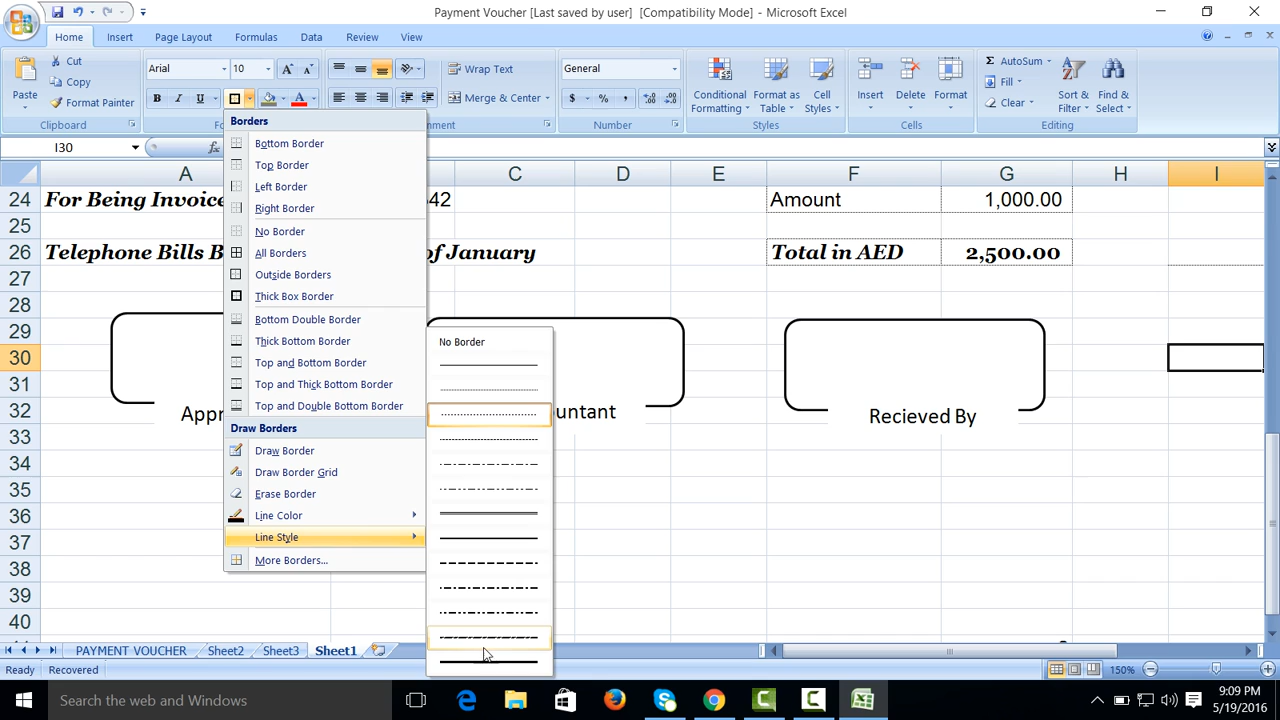 Payment Voucher [Last saved by user] [Compatibility Mode] - Microsoft Excel
Home Insert Page Layout Formulas Data Review View
Paste Cut Copy Format Painter
Arial 10 B I U A A A
Wrap Text
Merge & Center
General
$ % ,
Conditional Formatting Format as Table Cell Styles
Insert Delete Format
AutoSum Fill Clear
Sort & Filter Find & Select
Clipboard Number Styles Cells Editing
I30 fx
A C D E F G H I
Borders
Bottom Border
Top Border
Left Border
Right Border
No Border
All Borders
Outside Borders
Thick Box Border
Bottom Double Border
Thick Bottom Border
Top and Bottom Border
Top and Thick Bottom Border
Top and Double Bottom Border
Draw Borders
Draw Border
Draw Border Grid
Erase Border
Line Color
Line Style
More Borders...
No Border
24 For Being Invoice 42 Amount 1,000.00
25
26 Telephone Bills B of January Total in AED 2,500.00
27
28
29
30
31
32 Appr untant Recieved By
33
34
35
36
37
38
39
40
PAYMENT VOUCHER Sheet2 Sheet3 Sheet1
Ready Recovered 150%
Search the web and Windows
9:09 PM
5/19/2016